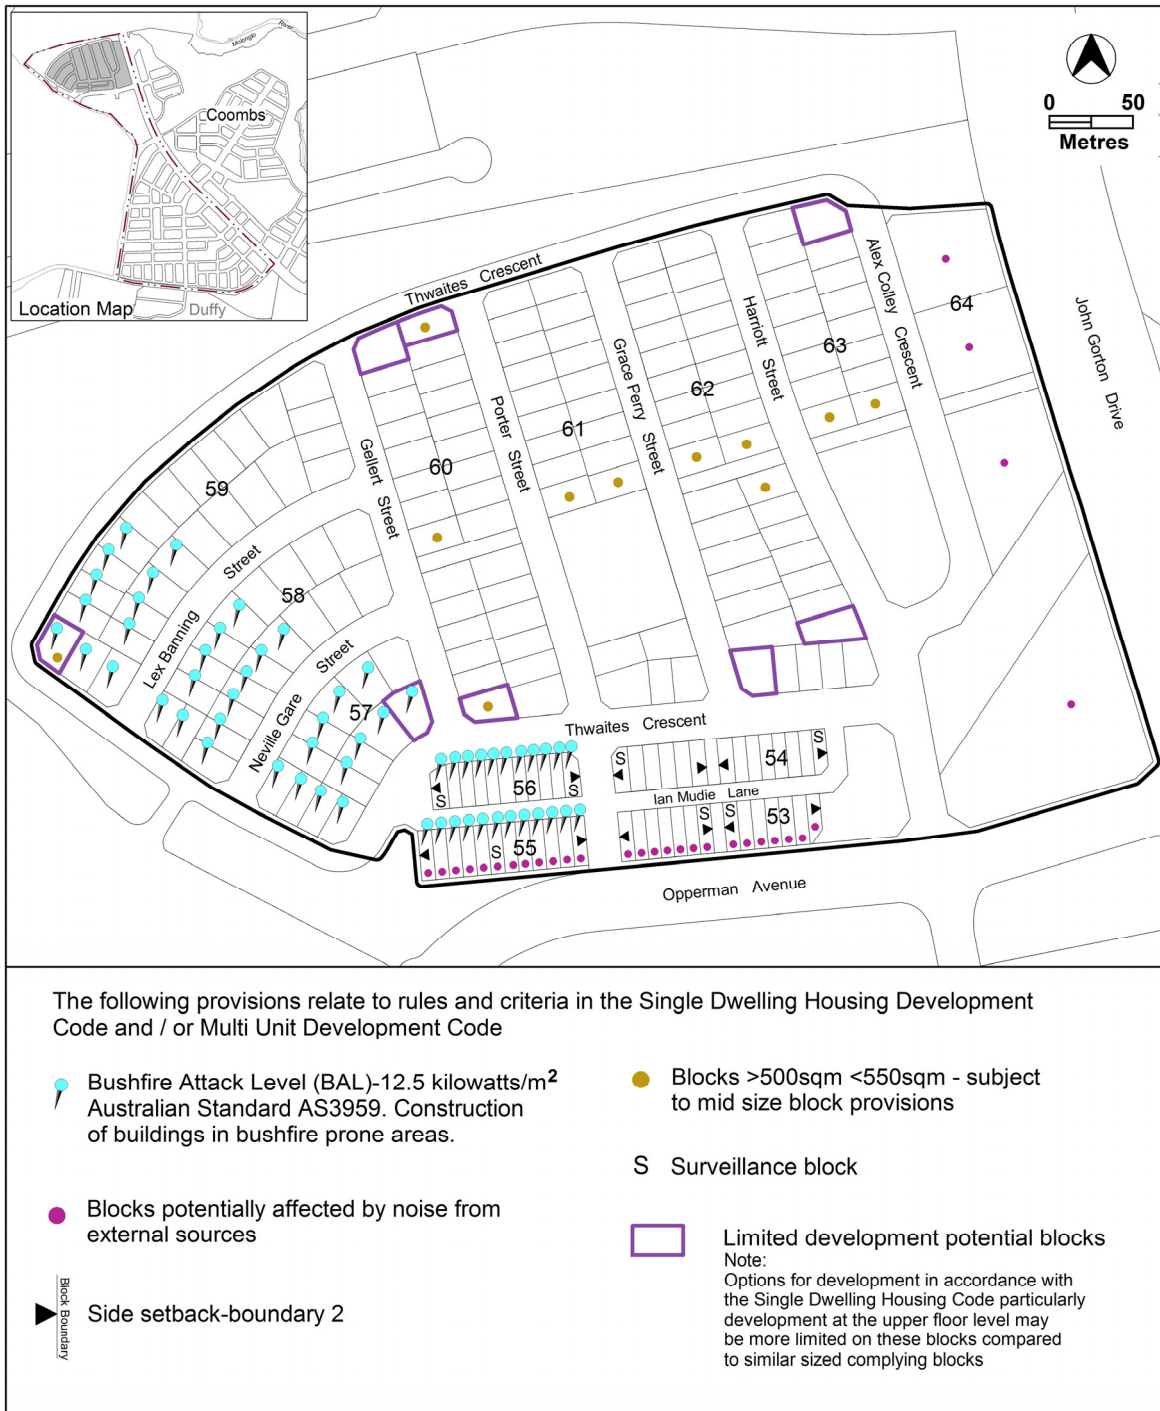 Molonglo
River
Coombs
Location Map
Duffy
0 50
Metres
Thwaites Crescent
Alex Colley Crescent
64
John Gorton Drive
Harriott Street
63
Grace Perry Street
62
Porter Street
61
Gellert Street
60
59
Lex Banning Street
58
Neville Gare Street
57
Thwaites Crescent
S
S
54
56
S
S
Ian Mudie Lane
S
S
53
S
55
Opperman Avenue
The following provisions relate to rules and criteria in the Single Dwelling Housing Development
Code and / or Multi Unit Development Code
Bushfire Attack Level (BAL)-12.5 kilowatts/m²
Australian Standard AS3959. Construction
of buildings in bushfire prone areas.
Blocks potentially affected by noise from
external sources
Block Boundary
Side setback-boundary 2
Blocks >500sqm <550sqm - subject
to mid size block provisions
S Surveillance block
Limited development potential blocks
Note:
Options for development in accordance with
the Single Dwelling Housing Code particularly
development at the upper floor level may
be more limited on these blocks compared
to similar sized complying blocks